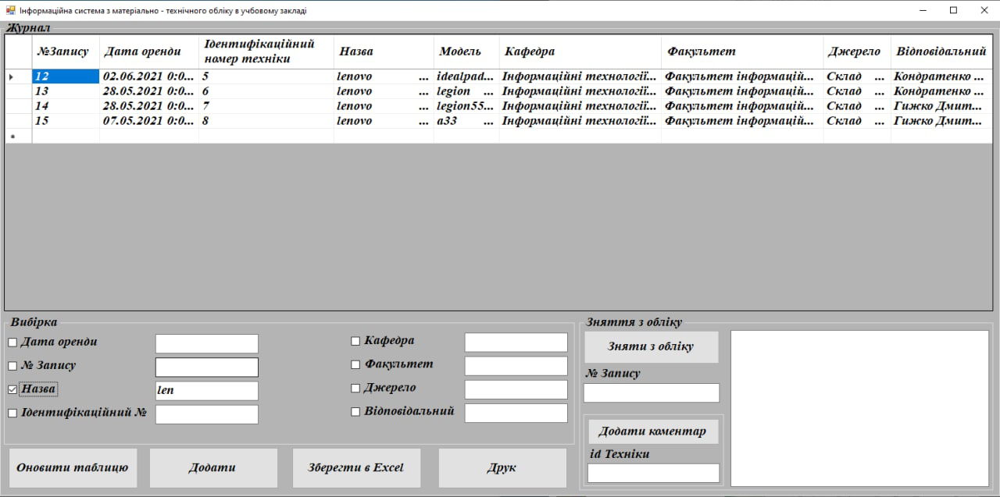 Інформаційна система з матеріально - технічного обліку в учбовому закладі
Журнал
№Запису Дата оренди Ідентифікаційний номер техніки Назва Модель Кафедра Факультет Джерело Відповідальний
12 02.06.2021 0:0... 5 lenovo ... idealpad... Інформаційні технології... Факультет інформацій... Склад ... Кондратенко ...
13 28.05.2021 0:0... 6 lenovo ... legion ... Інформаційні технології... Факультет інформацій... Склад ... Кондратенко ...
14 28.05.2021 0:0... 7 lenovo ... legion55... Інформаційні технології... Факультет інформацій... Склад ... Гижко Дмит...
15 07.05.2021 0:0... 8 lenovo ... a33 ... Інформаційні технології... Факультет інформацій... Склад ... Гижко Дмит...
Вибірка
Дата оренди
№ Запису
Назва len
Ідентифікаційний №
Кафедра
Факультет
Джерело
Відповідальний
Оновити таблицю
Додати
Зберегти в Excel
Друк
Зняття з обліку
Зняти з обліку
№ Запису
Додати коментар
id Техніки